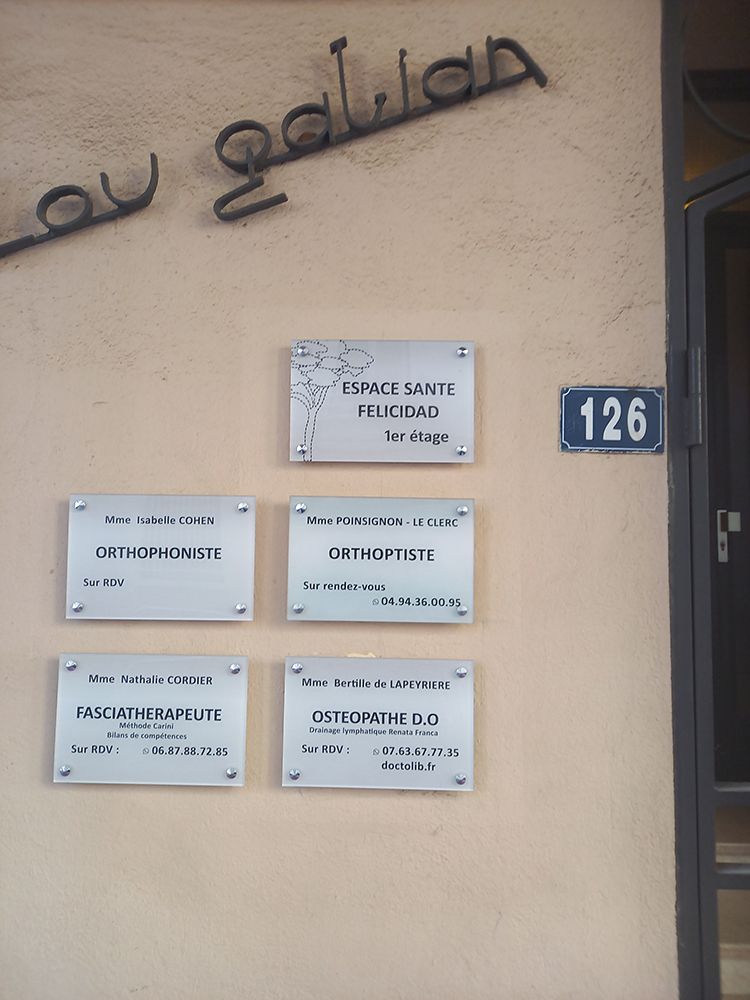 Lou galian
ESPACE SANTE
FELICIDAD
1er étage
126
Mme Isabelle COHEN
ORTHOPHONISTE
Sur RDV
Mme POINSIGNON - LE CLERC
ORTHOPTISTE
Sur rendez-vous
04.94.36.00.95
Mme Nathalie CORDIER
FASCIATHERAPEUTE
Méthode Carini
Bilans de compétences
Sur RDV : 06.87.88.72.85
Mme Bertille de LAPEYRIERE
OSTEOPATHE D.O
Drainage lymphatique Renata Franca
Sur RDV : 07.63.67.77.35
doctolib.fr